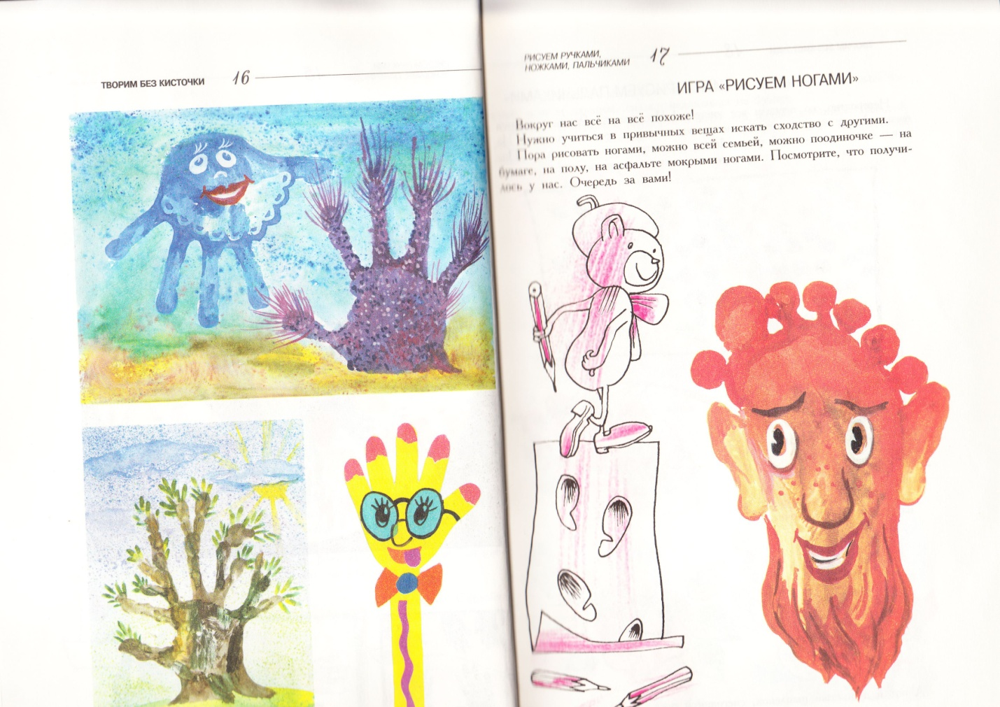 ТВОРИМ БЕЗ КИСТОЧКИ 16
РИСУЕМ РУЧКАМИ,
НОЖКАМИ, ПАЛЬЧИКАМИ 17
ИГРА «РИСУЕМ НОГАМИ»
Вокруг нас всё на всё похоже!
Нужно учиться в привычных вещах искать сходство с другими.
Пора рисовать ногами, можно всей семьей, можно поодиночке — на
бумаге, на полу, на асфальте мокрыми ногами. Посмотрите, что получи-
лось у нас. Очередь за вами!